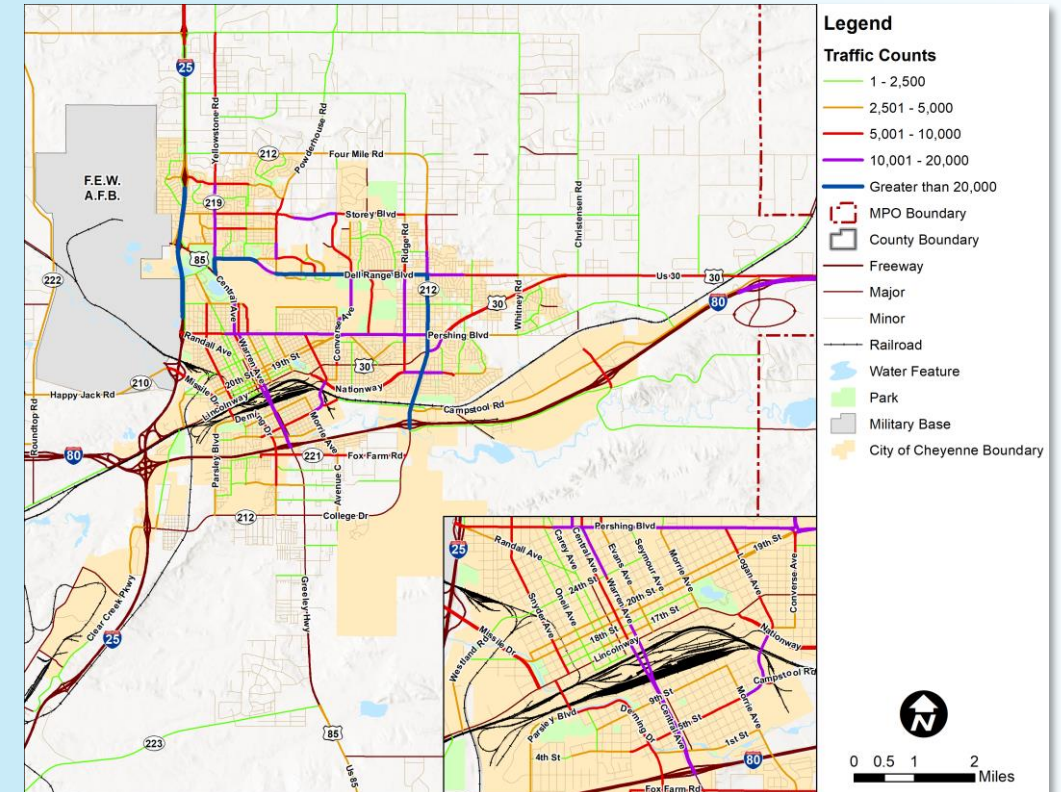 25
Yellowstone Rd
Powderhouse Rd
212
Four Mile Rd
F.E.W.
A.F.B.
219
Storey Blvd
Ridge Rd
Christensen Rd
85
Dell Range Blvd
Us 30
30
222
Central Ave
212
30
Whitney Rd
80
Converse Ave
Pershing Blvd
Randall Ave
Warren Ave
19th St
30
20th St
210
Missile Dr
Nationway
Happy Jack Rd
Lincolnway
Campstool Rd
Deming Dr
Morrie Ave
Roundtop Rd
80
Parsley Blvd
221
Fox Farm Rd
Avenue C
212
College Dr
Greeley Hwy
Clear Creek Pkwy
25
223
85
Us 85
Pershing Blvd
25
Randall Ave
Carey Ave
Central Ave
Evans Ave
Seymour Ave
Morrie Ave
19th St
Logan Ave
Converse Ave
24th St
Oneil Ave
Warren Ave
20th St
Snyder Ave
17th St
18th St
Missile Dr
Lincolnway
Nationway
Westland Rd
Campstool Rd
9th St
Morrie Ave
Parsley Blvd
Deming Dr
Central Ave
5th St
1st St
4th St
80
Fox Farm Rd
Legend
Traffic Counts
1 - 2,500
2,501 - 5,000
5,001 - 10,000
10,001 - 20,000
Greater than 20,000
MPO Boundary
County Boundary
Freeway
Major
Minor
Railroad
Water Feature
Park
Military Base
City of Cheyenne Boundary
N
0 0.5 1 2
Miles